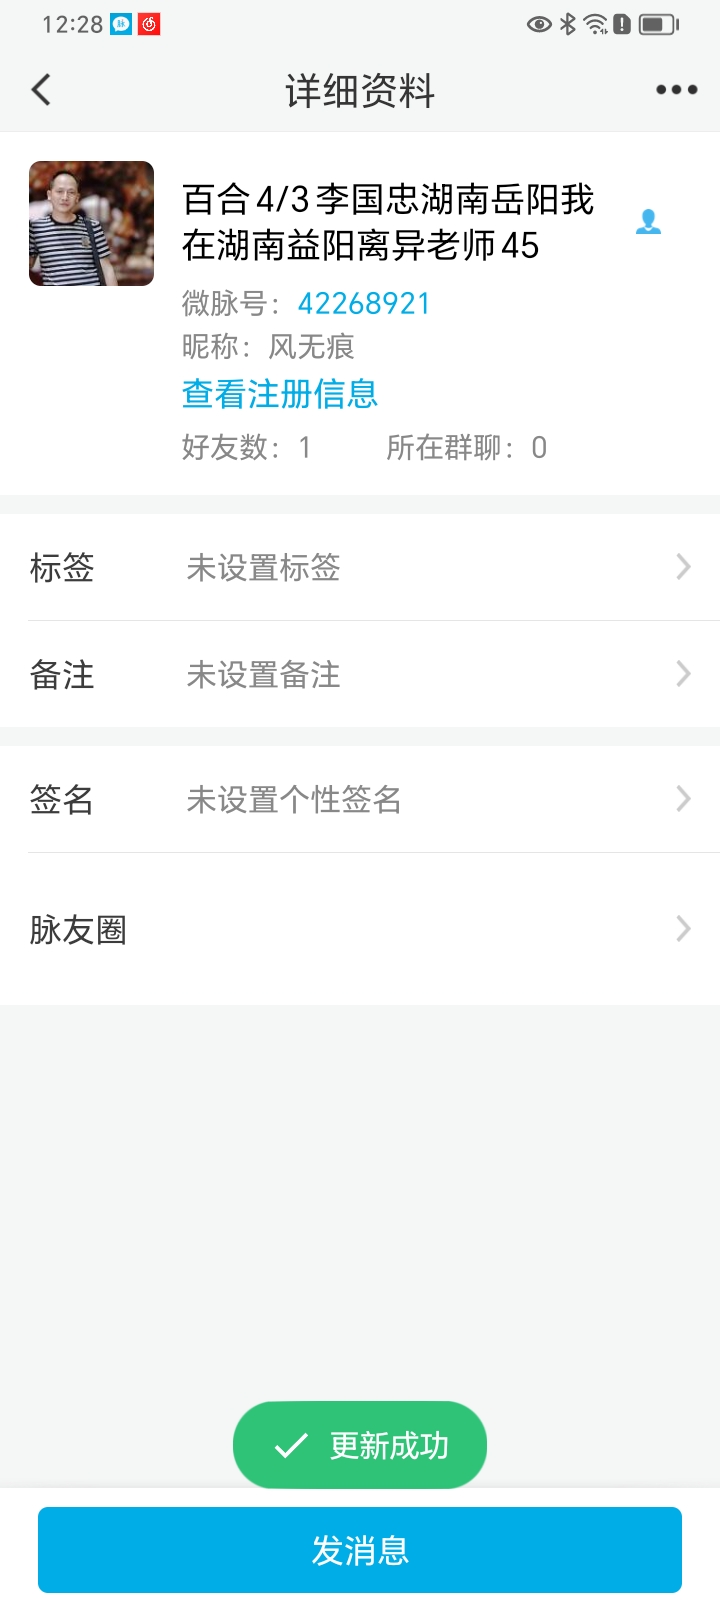 12:28
详细资料
百合4/3李国忠湖南岳阳我
在湖南益阳离异老师45
微脉号：42268921
昵称：风无痕
查看注册信息
好友数：1 所在群聊：0
标签 未设置标签
备注 未设置备注
签名 未设置个性签名
脉友圈
更新成功
发消息